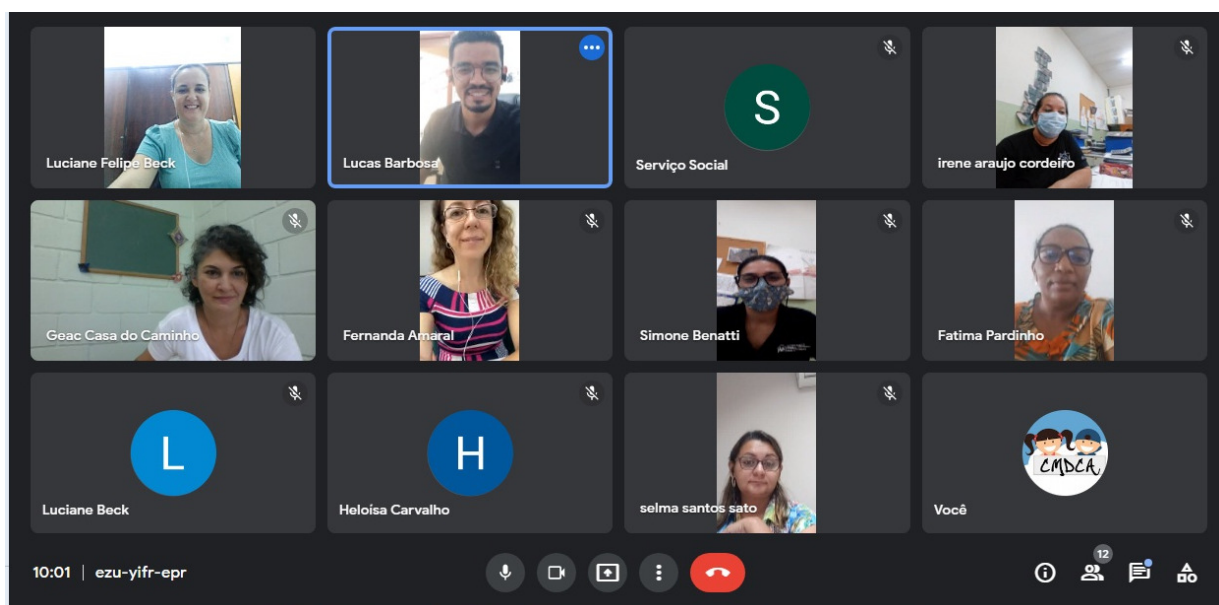 Luciane Felipe Beck
Lucas Barbosa
S
Serviço Social
irene araujo cordeiro
Geac Casa do Caminho
Fernanda Amaral
Simone Benatti
Fatima Pardinho
L
Luciane Beck
H
Heloísa Carvalho
selma santos sato
CMDCA
Você
10:01 | ezu-yifr-epr
12